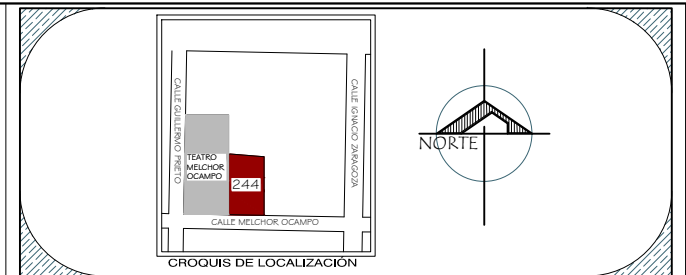 CALLE GUILLERMO PRIETO
CALLE IGNACIO ZARAGOZA
TEATRO
MELCHOR
OCAMPO
244
CALLE MELCHOR OCAMPO
CROQUIS DE LOCALIZACIÓN
NORTE